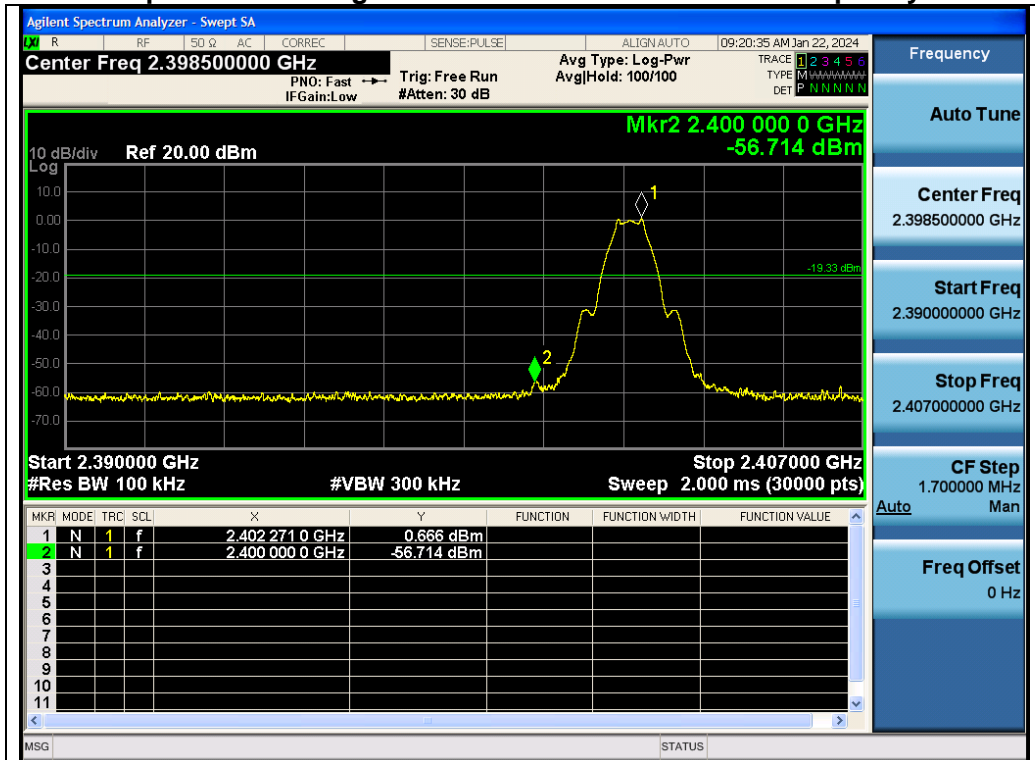 Agilent Spectrum Analyzer - Swept SA
LXI R RF 50 Ω AC CORREC SENSE:PULSE ALIGN AUTO 09:20:35 AM Jan 22, 2024
Center Freq 2.398500000 GHz
PNO: Fast
IFGain:Low
Trig: Free Run
#Atten: 30 dB
Avg Type: Log-Pwr
Avg|Hold: 100/100
TRACE 1 2 3 4 5 6
TYPE M WWWWW
DET P N N N N N
Mkr2 2.400 000 0 GHz
-56.714 dBm
10 dB/div Ref 20.00 dBm
Log
10.0
0.00
-10.0
-20.0
-30.0
-40.0
-50.0
-60.0
-70.0
1
2
-19.33 dBm
Start 2.390000 GHz Stop 2.407000 GHz
#Res BW 100 kHz #VBW 300 kHz Sweep 2.000 ms (30000 pts)
MKR MODE TRC SCL X Y FUNCTION FUNCTION WIDTH FUNCTION VALUE
1 N 1 f 2.402 271 0 GHz 0.666 dBm
2 N 1 f 2.400 000 0 GHz -56.714 dBm
3
4
5
6
7
8
9
10
11
MSG STATUS
Frequency
Auto Tune
Center Freq
2.398500000 GHz
Start Freq
2.390000000 GHz
Stop Freq
2.407000000 GHz
CF Step
1.700000 MHz
Auto Man
Freq Offset
0 Hz